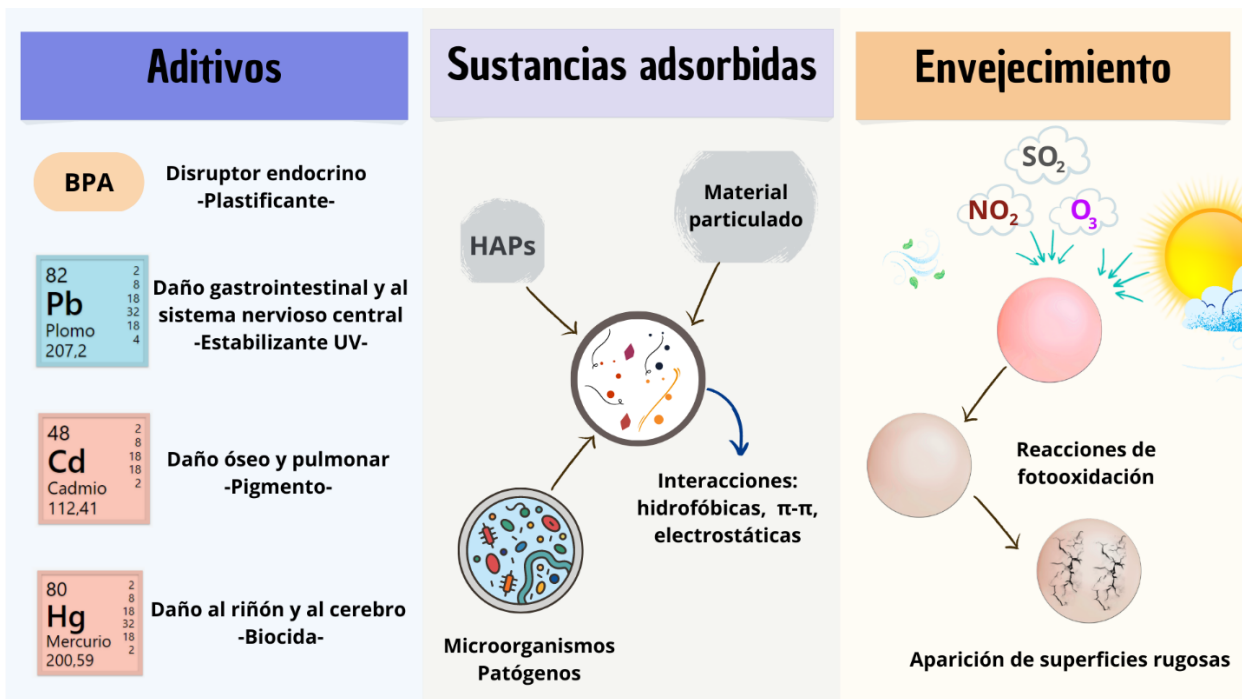 Aditivos
BPA
Disruptor endocrino
-Plastificante-
82
Pb
Plomo
207,2
2
8
18
32
18
4
Daño gastrointestinal y al
sistema nervioso central
-Estabilizante UV-
48
Cd
Cadmio
112,41
2
8
18
18
2
Daño óseo y pulmonar
-Pigmento-
80
Hg
Mercurio
200,59
2
8
18
32
18
2
Daño al riñón y al cerebro
-Biocida-
Sustancias adsorbidas
HAPs
Material
particulado
Interacciones:
hidrofóbicas, π-π,
electrostáticas
Microorganismos
Patógenos
Envejecimiento
SO₂
NO₂
O₃
Reacciones de
fotooxidación
Aparición de superficies rugosas